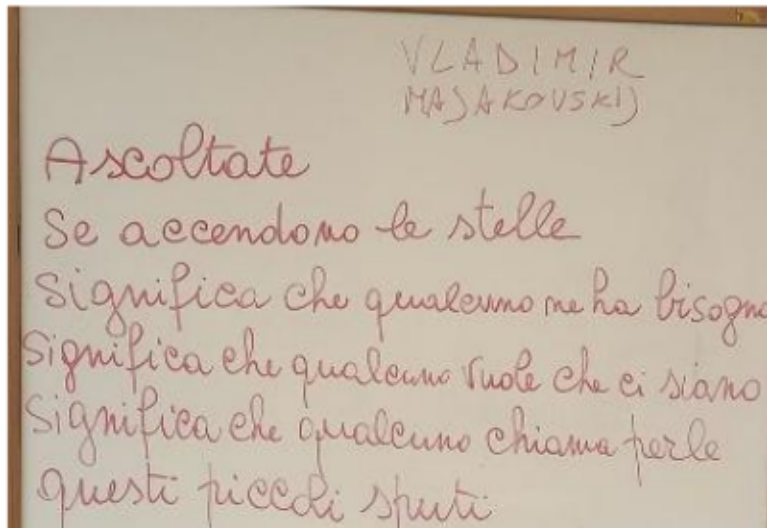 VLADIMIR
MAJAKOVSKIJ
Ascoltate
Se accendono le stelle
Significa che qualcuno ne ha bisogno
Significa che qualcuno vuole che ci siano
Significa che qualcuno chiama perle
questi piccoli sputi